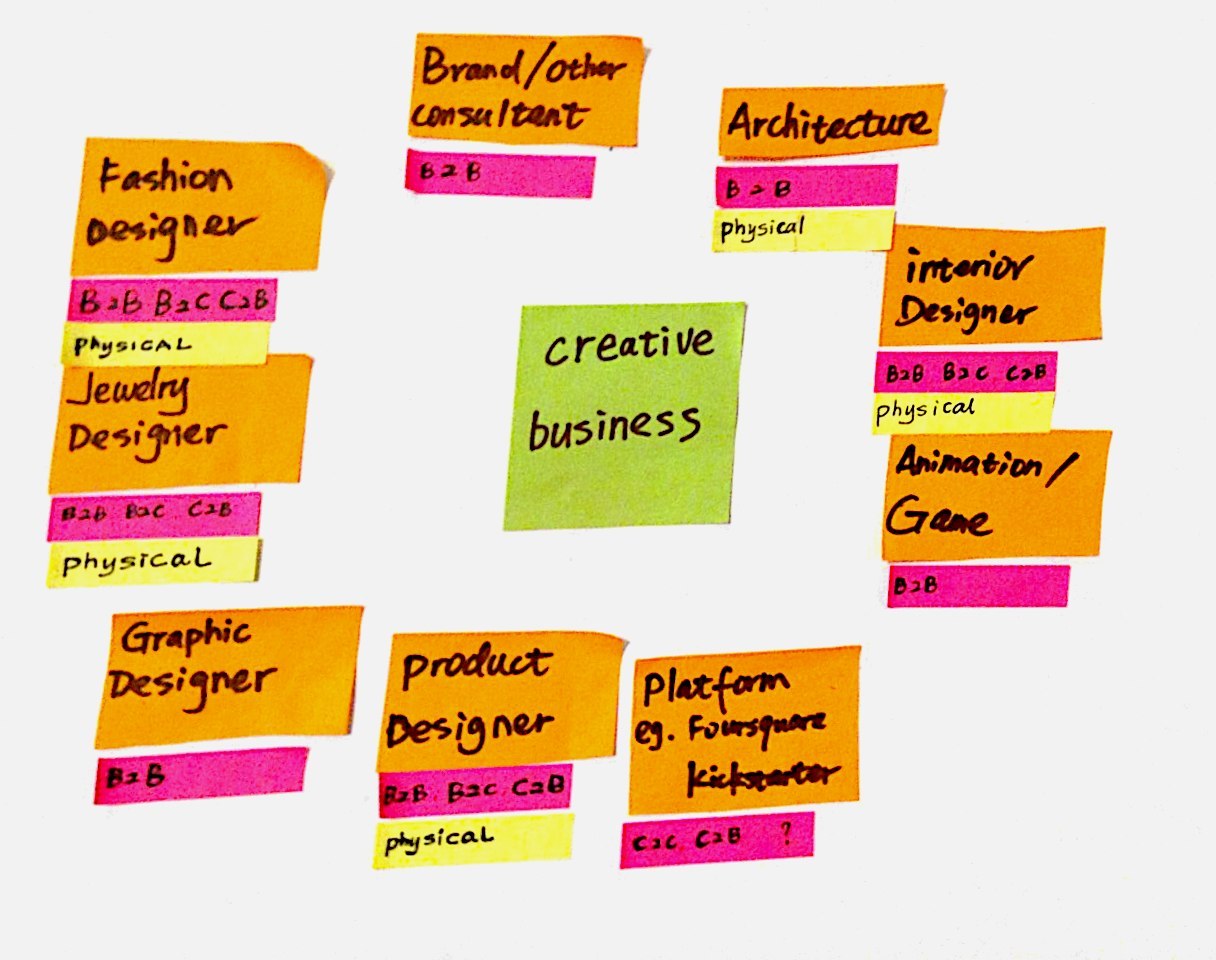 Brand/other
consultant
B2B
Architecture
B2B
physical
Fashion
Designer
B2B B2C C2B
PHYSICAL
interior
Designer
B2B B2C C2B
physical
creative
business
Jewelry
Designer
B2B B2C C2B
physical
Animation/
Game
B2B
Graphic
Designer
B2B
product
Designer
B2B B2C C2B
physical
Platform
eg. Foursquare
kickstarter
C2C C2B ?